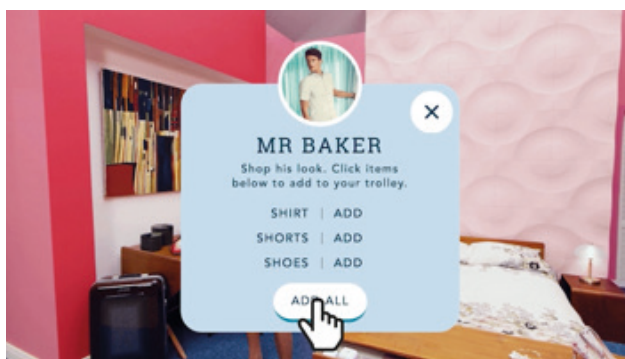 MR BAKER
Shop his look. Click items
below to add to your trolley.
SHIRT | ADD
SHORTS | ADD
SHOES | ADD
ADD ALL